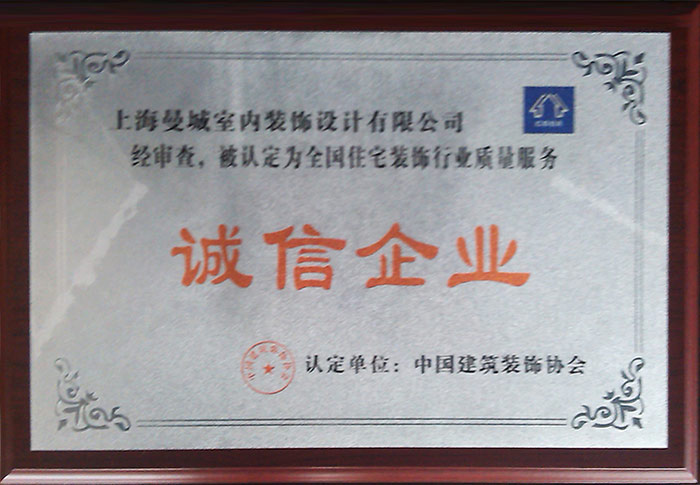 上海曼城室内装饰设计有限公司
经审查，被认定为全国住宅装饰行业质量服务
诚信企业
认定单位：中国建筑装饰协会